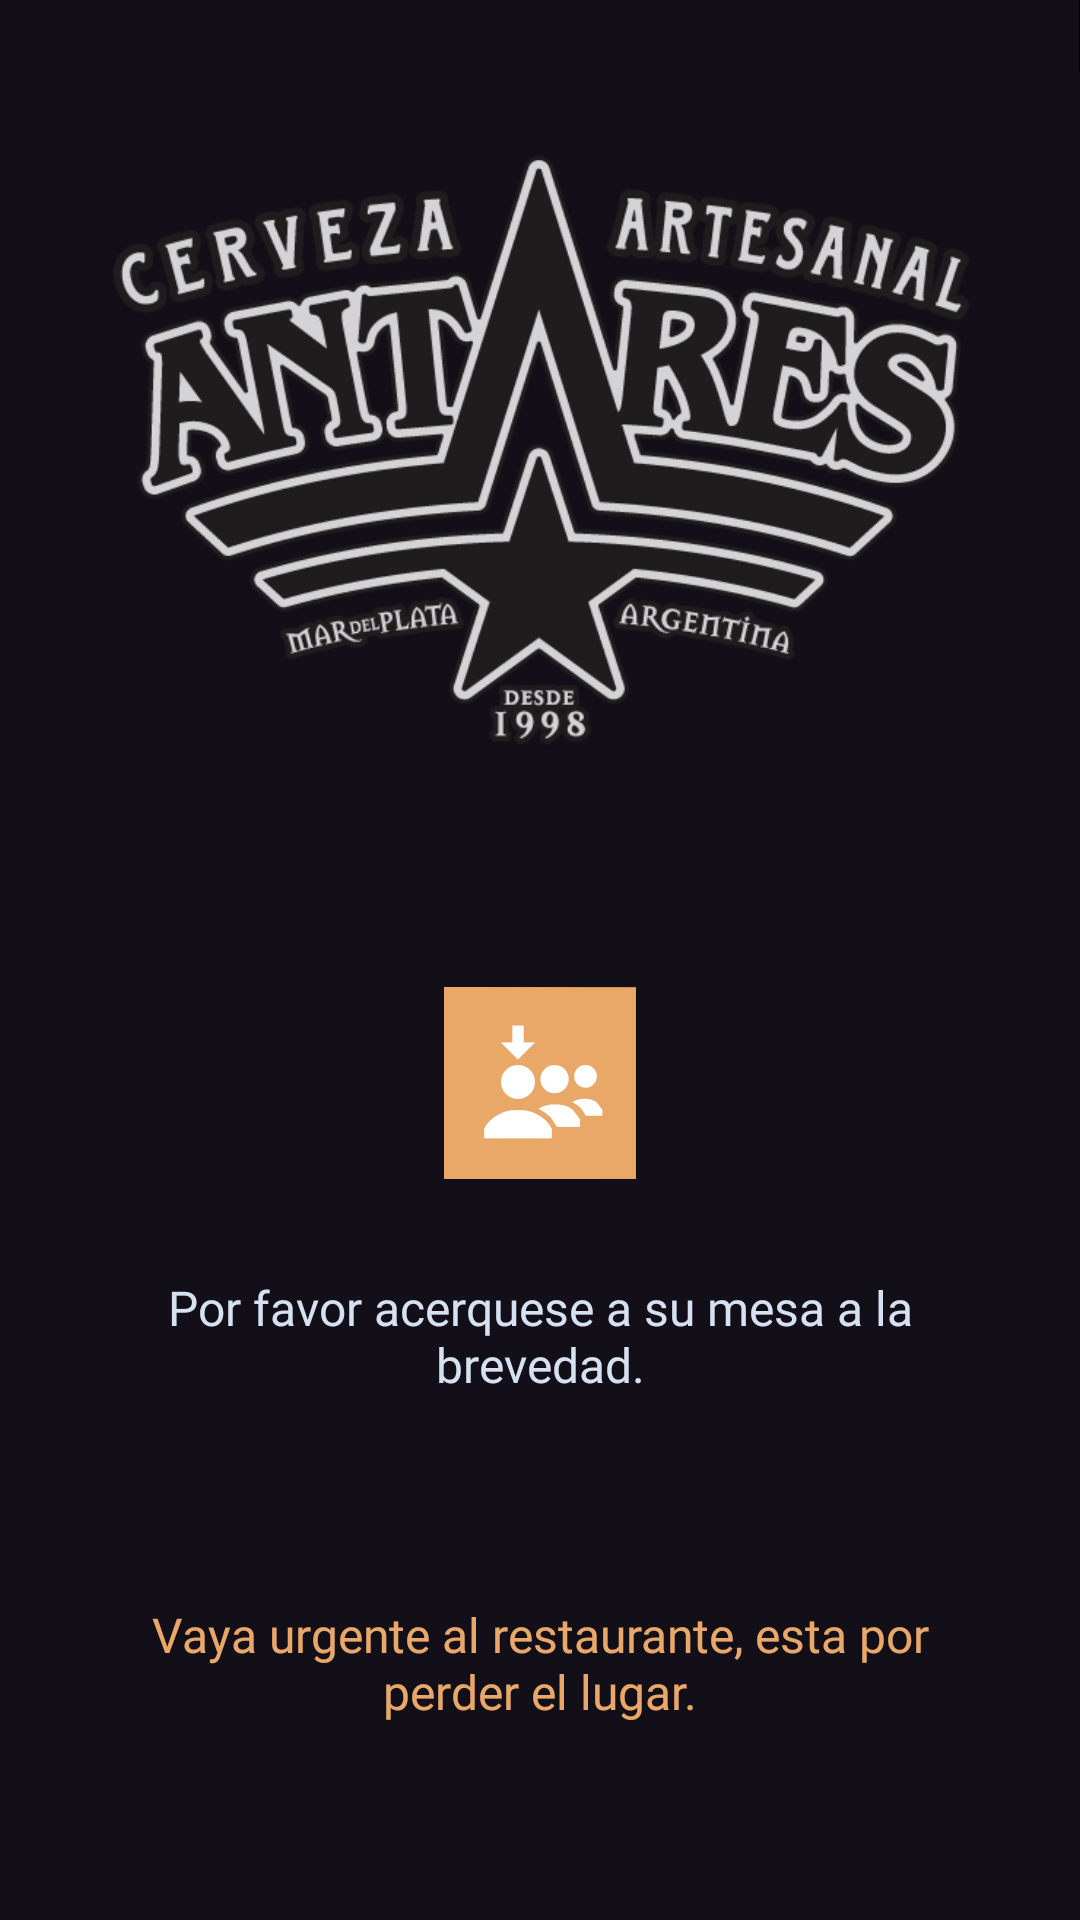 CERVEZA ARTESANAL
ANTARES
MAR DEL PLATA ARGENTINA
DESDE
1998
Por favor acerquese a su mesa a la
brevedad.
Vaya urgente al restaurante, esta por
perder el lugar.